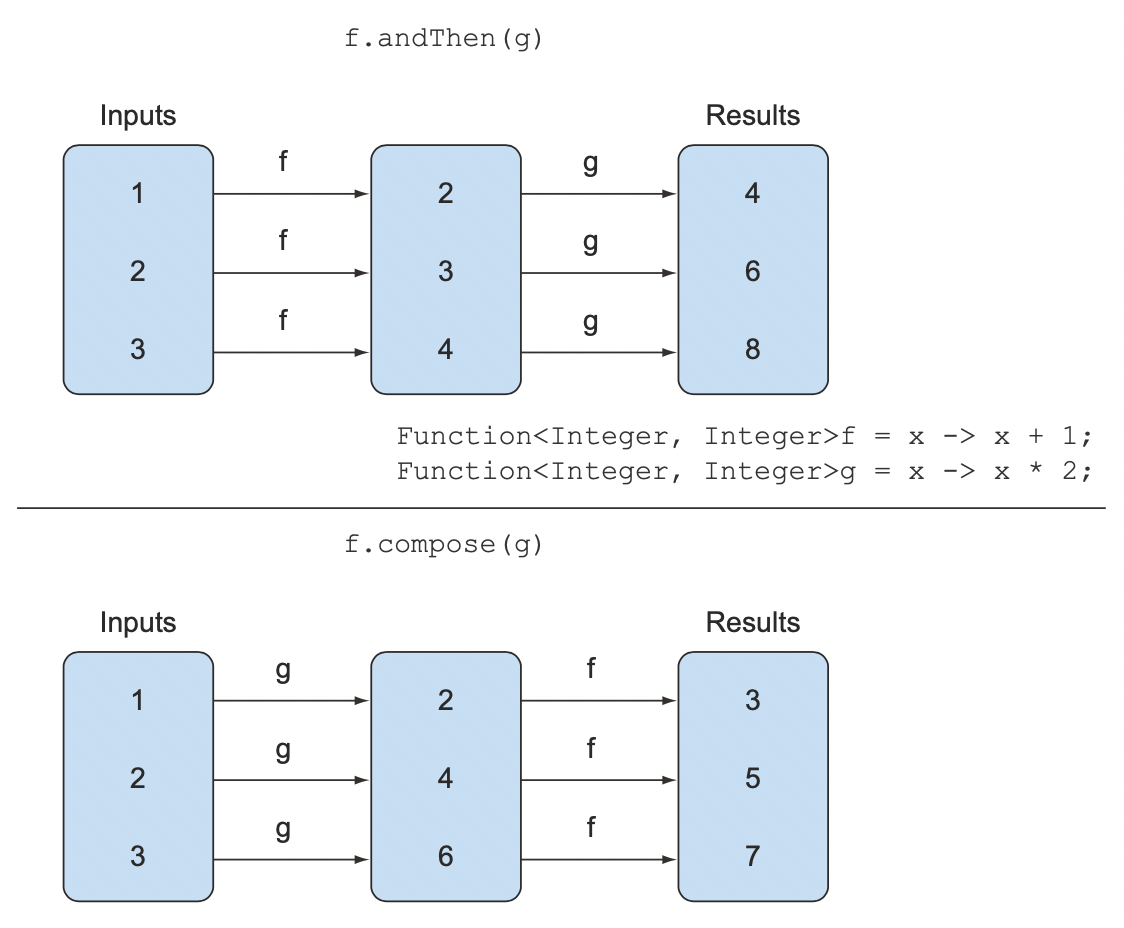 f.andThen(g)
Inputs Results
f g
1 2 4
f g
2 3 6
f g
3 4 8
Function<Integer, Integer>f = x -> x + 1;
Function<Integer, Integer>g = x -> x * 2;
f.compose(g)
Inputs Results
g f
1 2 3
g f
2 4 5
g f
3 6 7